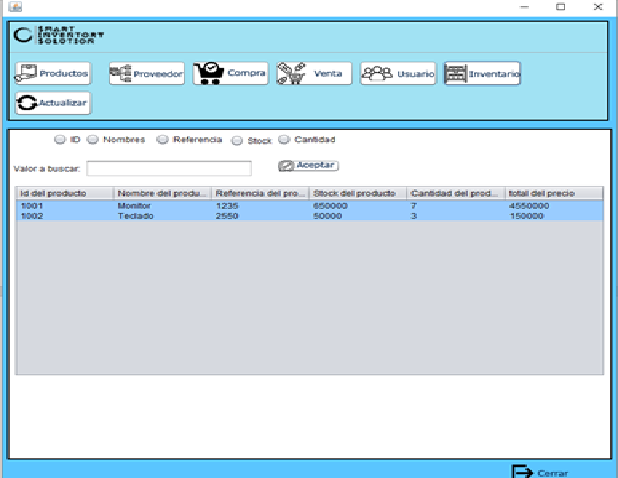 SMART
INVENTORY
SOLUTION
Productos Proveedor Compra Venta Usuario Inventario
Actualizar
ID Nombres Referencia Stock Cantidad
Valor a buscar: Aceptar
Id del producto Nombre del produ... Referencia del pro... Stock del producto Cantidad del prod... total del precio
1001 Monitor 1235 650000 7 4550000
1002 Teclado 2550 50000 3 150000
Cerrar